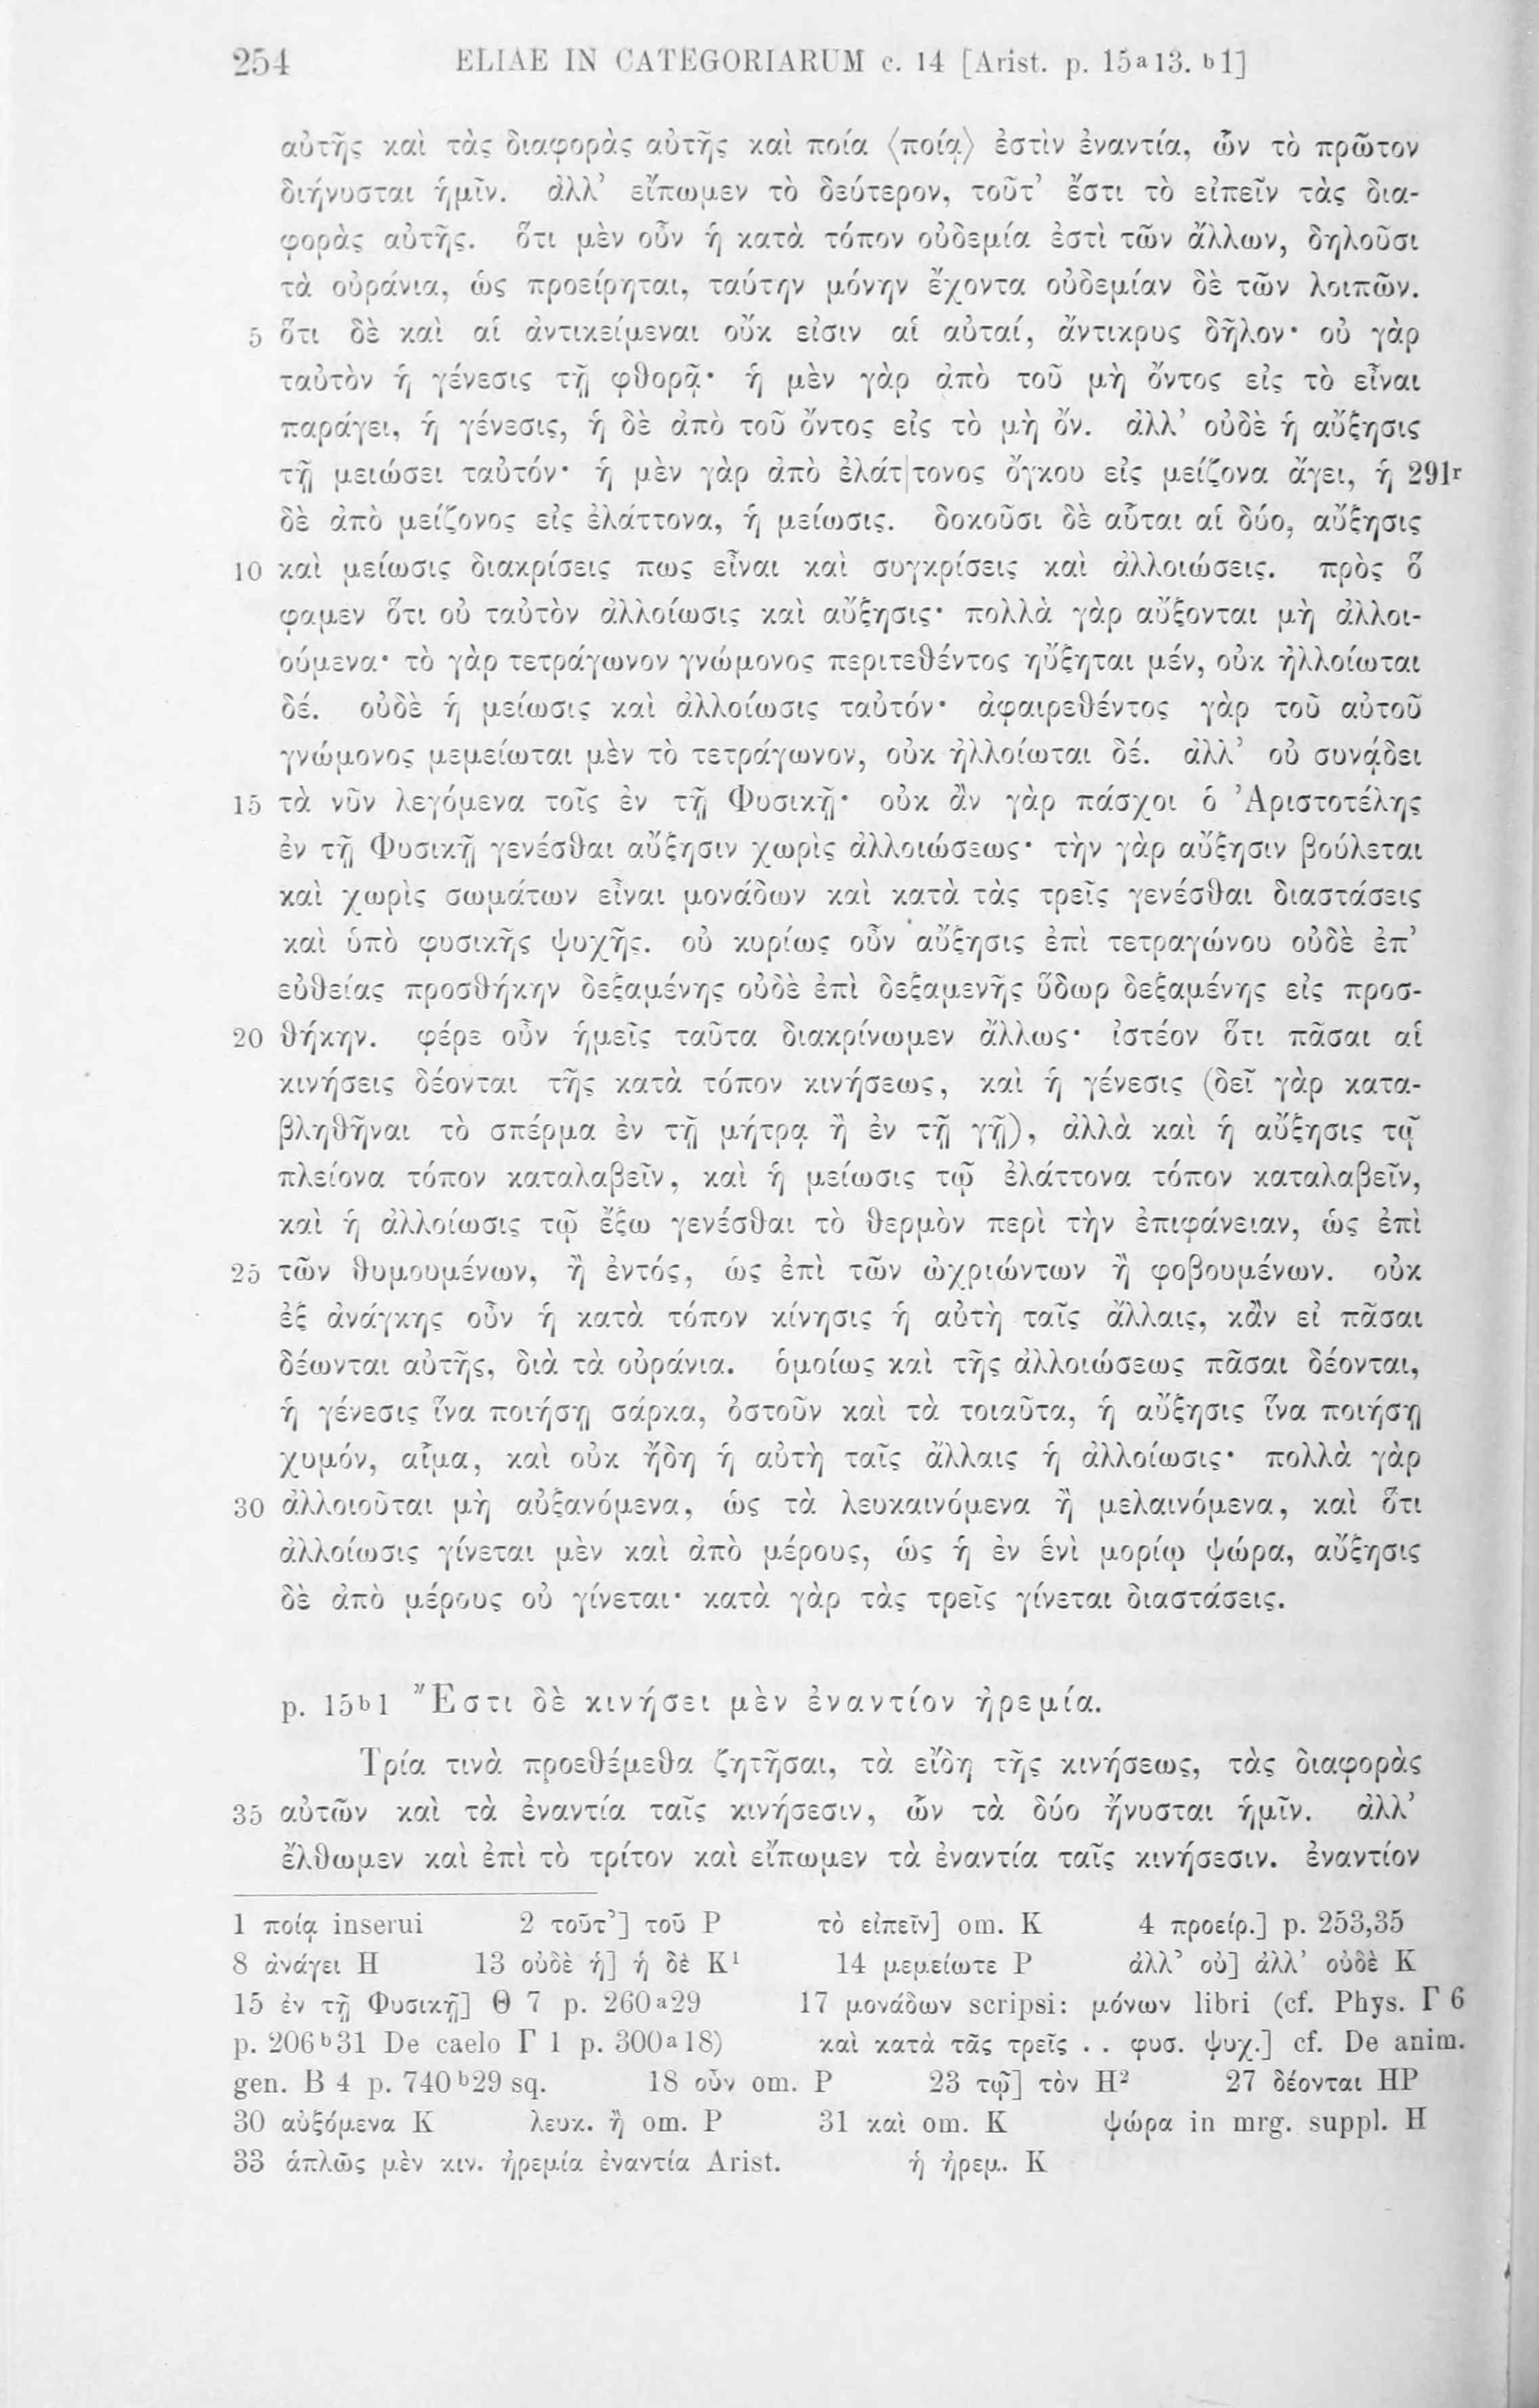 254 ELIAE IN CATEGORIARUM c. 14 [Arist. p. 15a13. b1]
αὐτῆς καὶ τὰς διαφορὰς αὐτῆς καὶ ποία ⟨ποίᾳ⟩ ἐστὶν ἐναντία, ὧν τὸ πρῶτον
διήνυσται ἡμῖν. ἀλλ' εἴπωμεν τὸ δεύτερον, τοῦτ' ἔστι τὸ εἰπεῖν τὰς δια-
φορὰς αὐτῆς. ὅτι μὲν οὖν ἡ κατὰ τόπον οὐδεμία ἐστὶ τῶν ἄλλων, δηλοῦσι
τὰ οὐράνια, ὡς προείρηται, ταύτην μόνην ἔχοντα οὐδεμίαν δὲ τῶν λοιπῶν.
5 ὅτι δὲ καὶ αἱ ἀντικείμεναι οὔκ εἰσιν αἱ αὐταί, ἄντικρυς δῆλον· οὐ γὰρ
ταὐτὸν ἡ γένεσις τῇ φθορᾷ· ἡ μὲν γὰρ ἀπὸ τοῦ μὴ ὄντος εἰς τὸ εἶναι
παράγει, ἡ γένεσις, ἡ δὲ ἀπὸ τοῦ ὄντος εἰς τὸ μὴ ὄν. ἀλλ' οὐδὲ ἡ αὔξησις
τῇ μειώσει ταὐτόν· ἡ μὲν γὰρ ἀπὸ ἐλάτ|τονος ὄγκου εἰς μείζονα ἄγει, ἡ 291r
δὲ ἀπὸ μείζονος εἰς ἐλάττονα, ἡ μείωσις. δοκοῦσι δὲ αὗται αἱ δύο, αὔξησις
10 καὶ μείωσις διακρίσεις πως εἶναι καὶ συγκρίσεις καὶ ἀλλοιώσεις. πρὸς ὅ
φαμεν ὅτι οὐ ταὐτὸν ἀλλοίωσις καὶ αὔξησις· πολλὰ γὰρ αὔξονται μὴ ἀλλοι-
ούμενα· τὸ γὰρ τετράγωνον γνώμονος περιτεθέντος ηὔξηται μέν, οὐκ ἠλλοίωται
δέ. οὐδὲ ἡ μείωσις καὶ ἀλλοίωσις ταὐτόν· ἀφαιρεθέντος γὰρ τοῦ αὐτοῦ
γνώμονος μεμείωται μὲν τὸ τετράγωνον, οὐκ ἠλλοίωται δέ. ἀλλ' οὐ συνᾴδει
15 τὰ νῦν λεγόμενα τοῖς ἐν τῇ Φυσικῇ· οὐκ ἂν γὰρ πάσχοι ὁ Ἀριστοτέλης
ἐν τῇ Φυσικῇ γενέσθαι αὔξησιν χωρὶς ἀλλοιώσεως· τὴν γὰρ αὔξησιν βούλεται
καὶ χωρὶς σωμάτων εἶναι μονάδων καὶ κατὰ τὰς τρεῖς γενέσθαι διαστάσεις
καὶ ὑπὸ φυσικῆς ψυχῆς. οὐ κυρίως οὖν αὔξησις ἐπὶ τετραγώνου οὐδὲ ἐπ'
εὐθείας προσθήκην δεξαμένης οὐδὲ ἐπὶ δεξαμενῆς ὕδωρ δεξαμένης εἰς προσ-
20 θήκην. φέρε οὖν ἡμεῖς ταῦτα διακρίνωμεν ἄλλως· ἰστέον ὅτι πᾶσαι αἱ
κινήσεις δέονται τῆς κατὰ τόπον κινήσεως, καὶ ἡ γένεσις (δεῖ γὰρ κατα-
βληθῆναι τὸ σπέρμα ἐν τῇ μήτρᾳ ἢ ἐν τῇ γῇ), ἀλλὰ καὶ ἡ αὔξησις τῷ
πλείονα τόπον καταλαβεῖν, καὶ ἡ μείωσις τῷ ἐλάττονα τόπον καταλαβεῖν,
καὶ ἡ ἀλλοίωσις τῷ ἔξω γενέσθαι τὸ θερμὸν περὶ τὴν ἐπιφάνειαν, ὡς ἐπὶ
25 τῶν θυμουμένων, ἢ ἐντός, ὡς ἐπὶ τῶν ὠχριώντων ἢ φοβουμένων. οὐκ
ἐξ ἀνάγκης οὖν ἡ κατὰ τόπον κίνησις ἡ αὐτὴ ταῖς ἄλλαις, κἂν εἰ πᾶσαι
δέωνται αὐτῆς, διὰ τὰ οὐράνια. ὁμοίως καὶ τῆς ἀλλοιώσεως πᾶσαι δέονται,
ἡ γένεσις ἵνα ποιήσῃ σάρκα, ὀστοῦν καὶ τὰ τοιαῦτα, ἡ αὔξησις ἵνα ποιήσῃ
χυμόν, αἷμα, καὶ οὐκ ἤδη ἡ αὐτὴ ταῖς ἄλλαις ἡ ἀλλοίωσις· πολλὰ γὰρ
30 ἀλλοιοῦται μὴ αὐξανόμενα, ὡς τὰ λευκαινόμενα ἢ μελαινόμενα, καὶ ὅτι
ἀλλοίωσις γίνεται μὲν καὶ ἀπὸ μέρους, ὡς ἡ ἐν ἑνὶ μορίῳ ψώρα, αὔξησις
δὲ ἀπὸ μέρους οὐ γίνεται· κατὰ γὰρ τὰς τρεῖς γίνεται διαστάσεις.
p. 15b1 Ἔστι δὲ κινήσει μὲν ἐναντίον ἠρεμία.
Τρία τινὰ προεθέμεθα ζητῆσαι, τὰ εἴδη τῆς κινήσεως, τὰς διαφορὰς
35 αὐτῶν καὶ τὰ ἐναντία ταῖς κινήσεσιν, ὧν τὰ δύο ἤνυσται ἡμῖν. ἀλλ'
ἔλθωμεν καὶ ἐπὶ τὸ τρίτον καὶ εἴπωμεν τὰ ἐναντία ταῖς κινήσεσιν. ἐναντίον
1 ποίᾳ inserui 2 τοῦτ'] τοῦ P τὸ εἰπεῖν] om. K 4 προείρ.] p. 253,35
8 ἀνάγει H 13 οὐδὲ ἡ] ἡ δὲ K¹ 14 μεμείωτε P ἀλλ' οὐ] ἀλλ' οὐδὲ K
15 ἐν τῇ Φυσικῇ] Θ 7 p. 260a29 17 μονάδων scripsi: μόνων libri (cf. Phys. Γ 6
p. 206b31 De caelo Γ 1 p. 300a18) καὶ κατὰ τᾶς τρεῖς . . φυσ. ψυχ.] cf. De anim.
gen. B 4 p. 740b29 sq. 18 οὖν om. P 23 τῷ] τὸν H² 27 δέονται HP
30 αὐξόμενα K λευκ. ἢ om. P 31 καὶ om. K ψώρα in mrg. suppl. H
33 ἁπλῶς μὲν κιν. ἠρεμία ἐναντία Arist. ἡ ἠρεμ. K